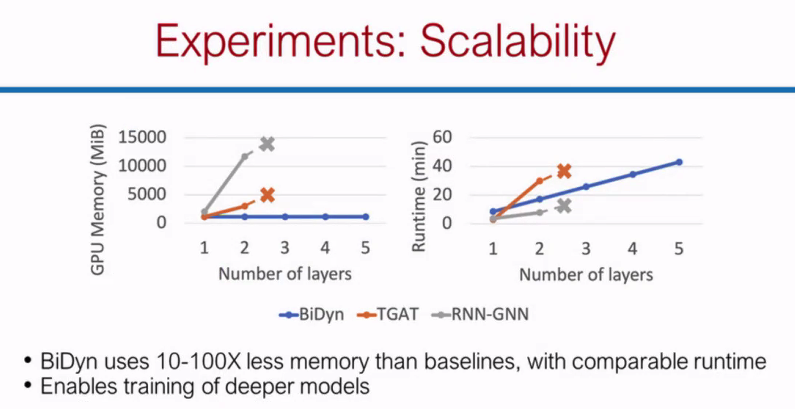 Experiments: Scalability
GPU Memory (MiB)
15000
10000
5000
0
1 2 3 4 5
Number of layers
Runtime (min)
60
40
20
0
1 2 3 4 5
Number of layers
BiDyn TGAT RNN-GNN
• BiDyn uses 10-100X less memory than baselines, with comparable runtime
• Enables training of deeper models